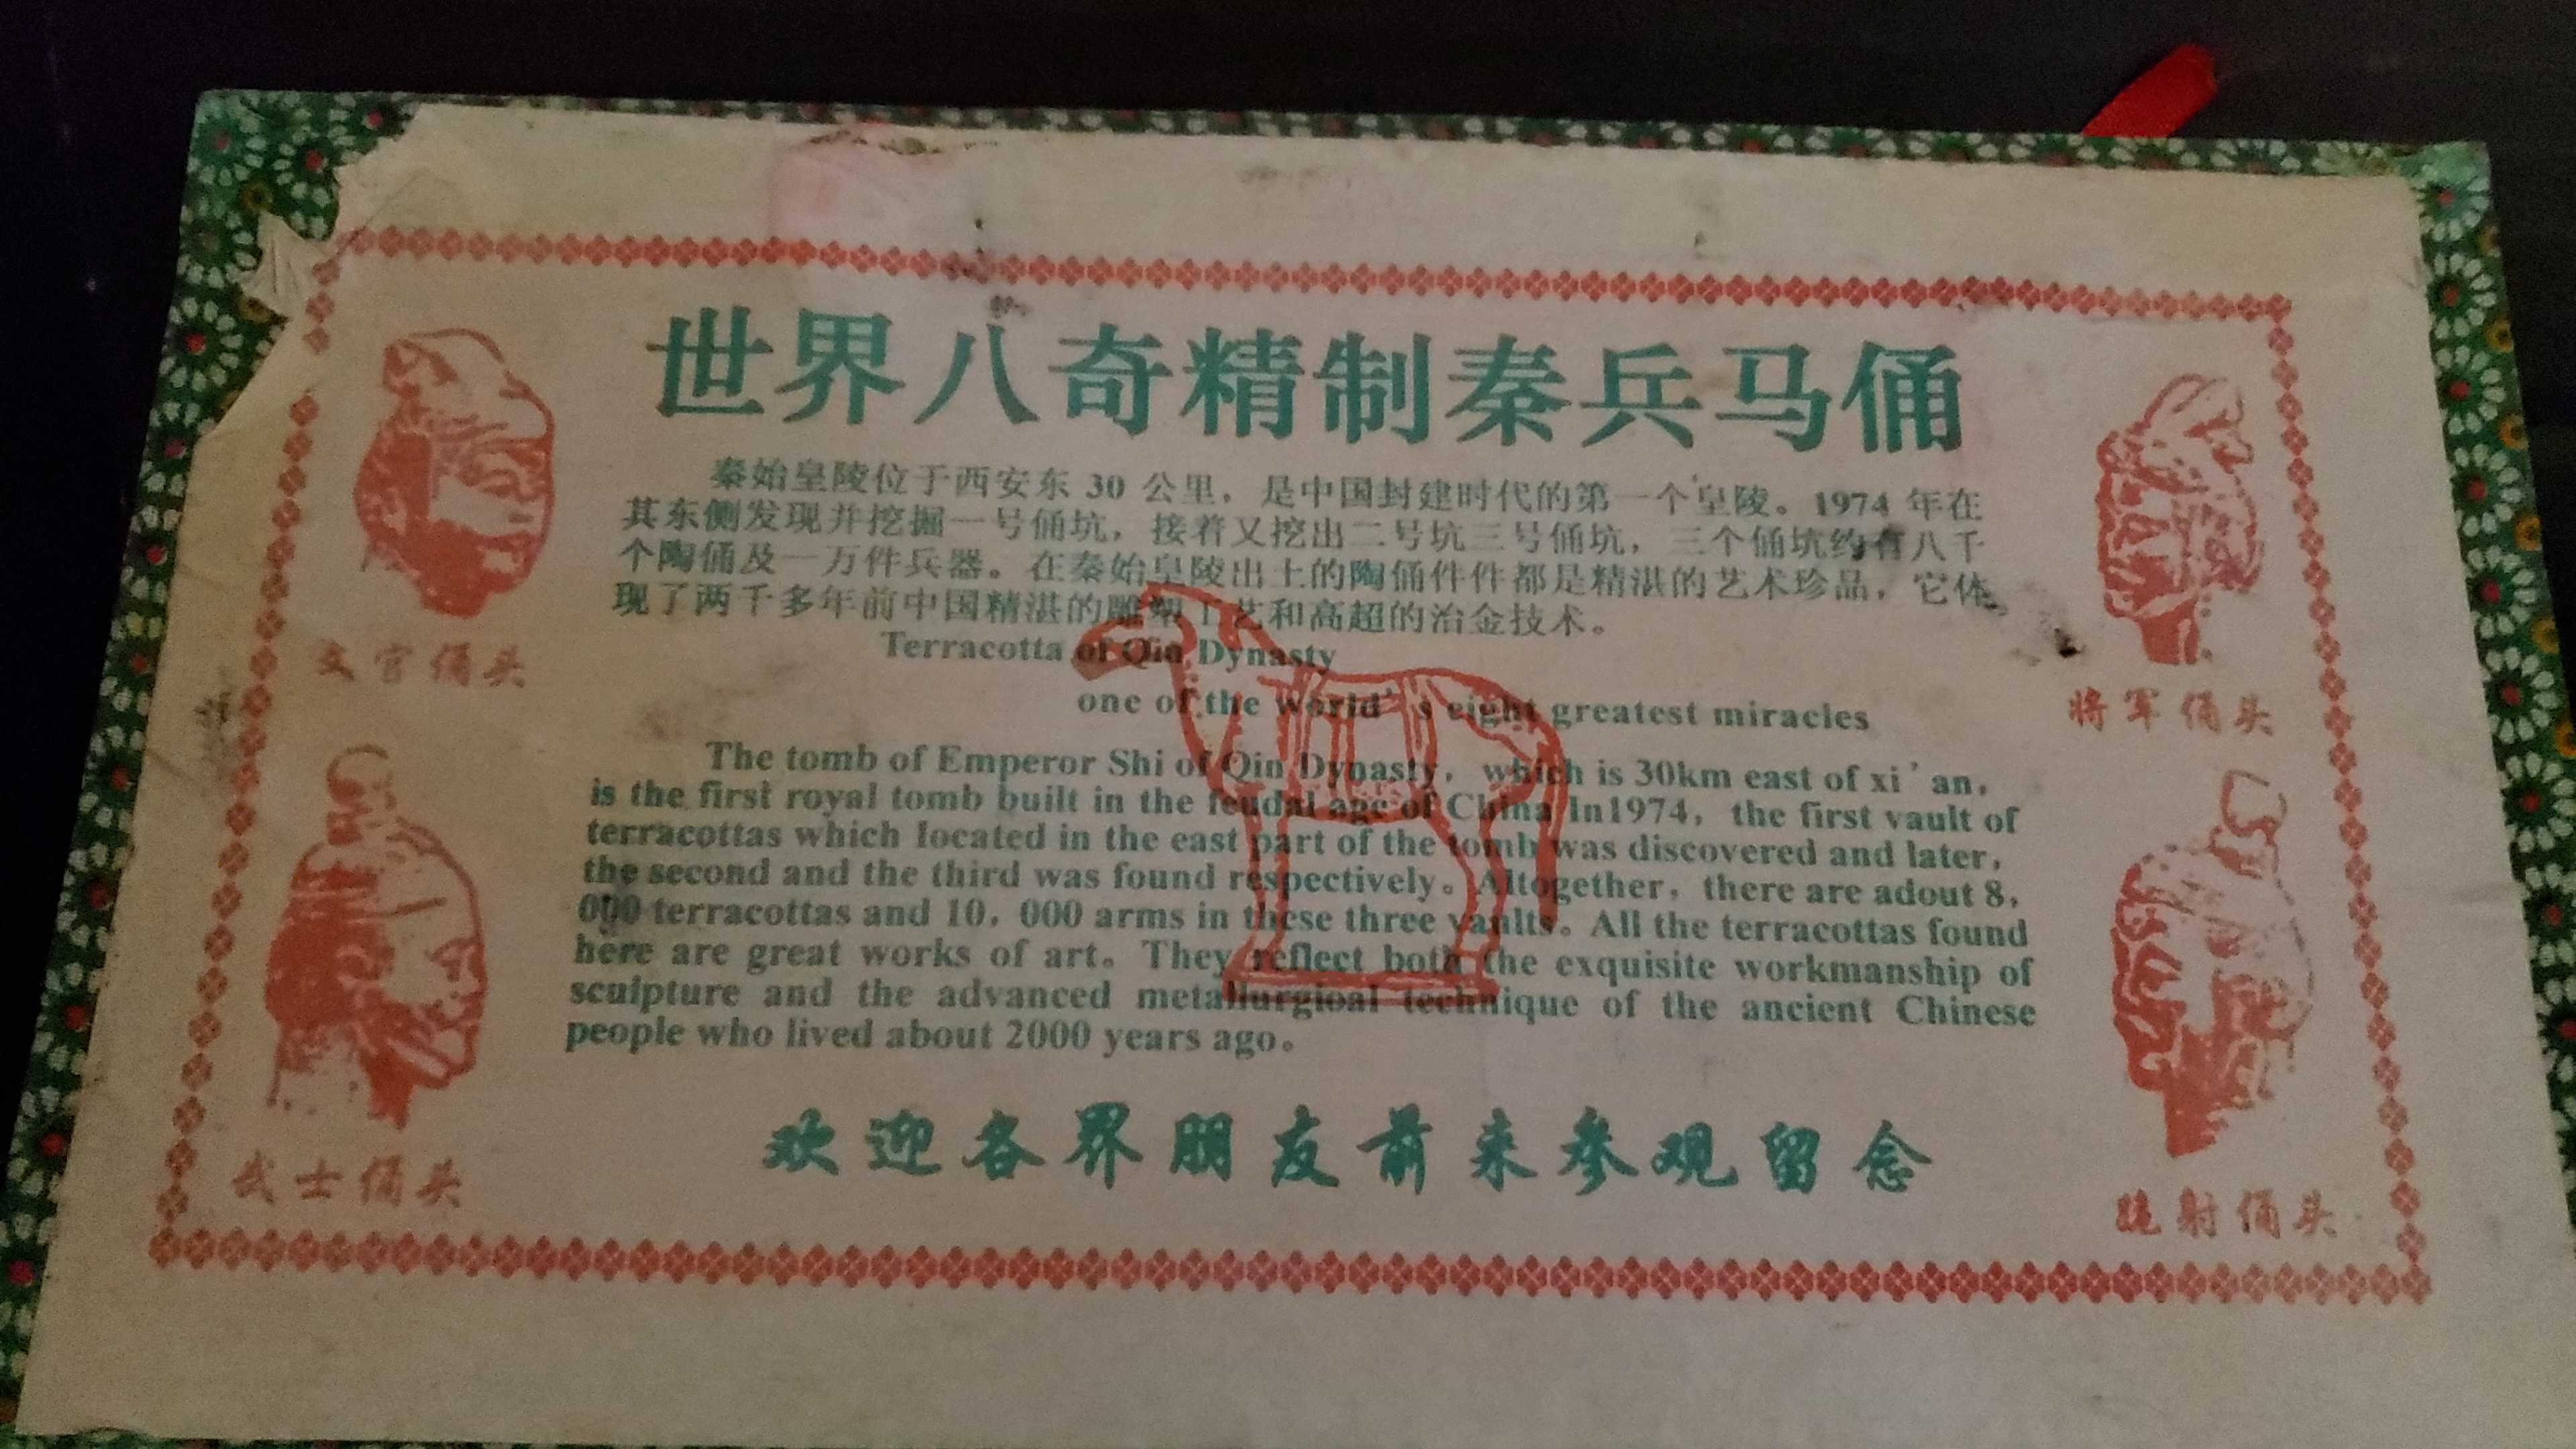 世界八奇精制秦兵马俑
秦始皇陵位于西安东 30 公里，是中国封建时代的第一个皇陵。1974 年在
其东侧发现并挖掘一号俑坑，接着又挖出二号坑三号俑坑，三个俑坑约有八千
个陶俑及一万件兵器。在秦始皇陵出土的陶俑件件都是精湛的艺术珍品，它体
现了两千多年前中国精湛的雕塑工艺和高超的冶金技术。
Terracotta of Qin Dynasty
one of the world's eight greatest miracles
The tomb of Emperor Shi of Qin Dynasty, which is 30km east of xi'an,
is the first royal tomb built in the feudal age of China In1974, the first vault of
terracottas which located in the east part of the tomb was discovered and later,
the second and the third was found respectively。Altogether, there are adout 8,
000 terracottas and 10, 000 arms in these three vaults。All the terracottas found
here are great works of art。They reflect both the exquisite workmanship of
sculpture and the advanced metallurgioal technique of the ancient Chinese
people who lived about 2000 years ago。
欢迎各界朋友前来参观留念
文官俑头
武士俑头
将军俑头
跪射俑头